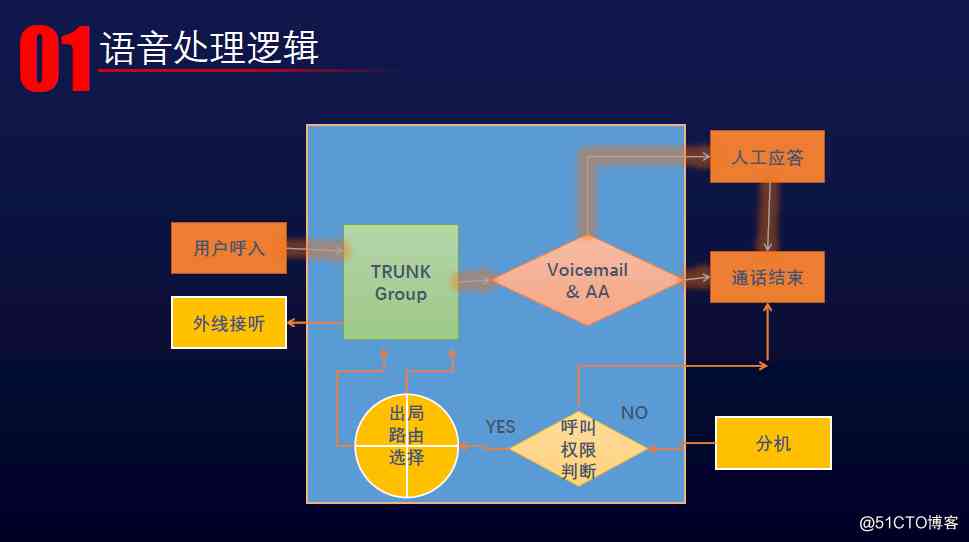 01 语音处理逻辑
用户呼入
外线接听
TRUNK
Group
Voicemail
& AA
人工应答
通话结束
出局
路由
选择
YES
呼叫
权限
判断
NO
分机
@51CTO博客